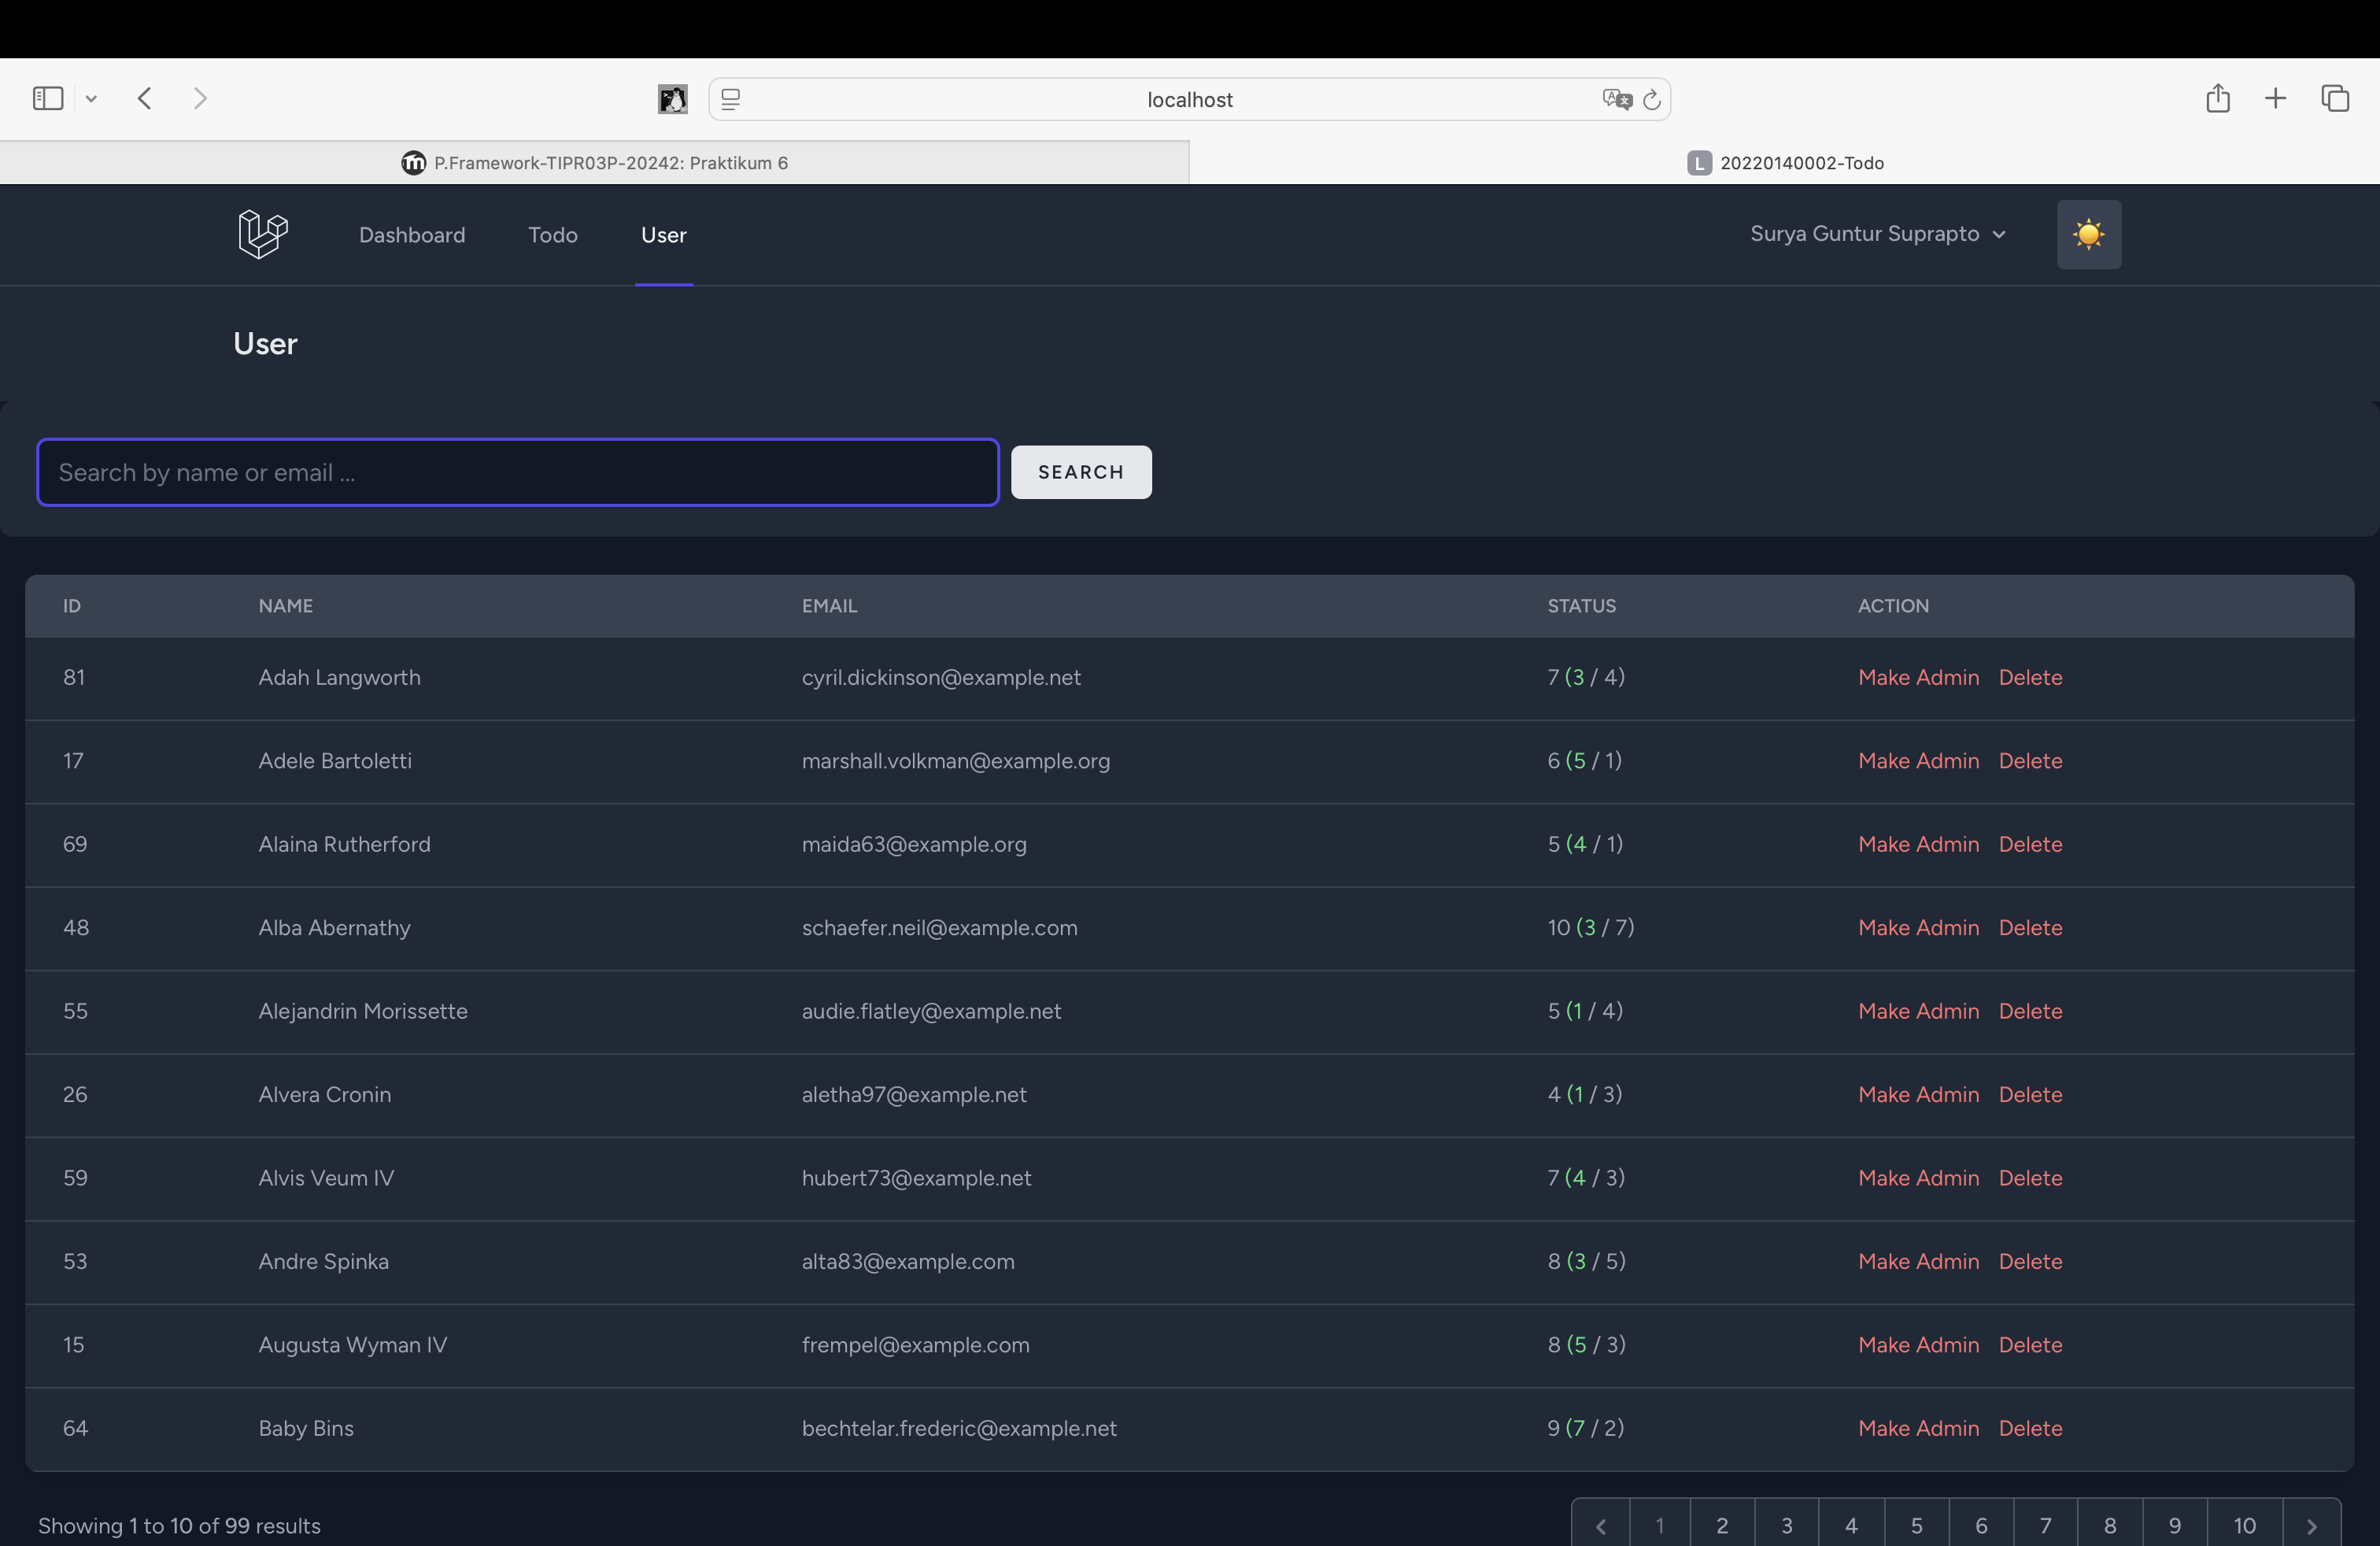 localhost
P.Framework-TIPR03P-20242: Praktikum 6
L 20220140002-Todo
Dashboard Todo User Surya Guntur Suprapto
User
Search by name or email ... SEARCH
ID NAME EMAIL STATUS ACTION
81 Adah Langworth cyril.dickinson@example.net 7 (3 / 4) Make Admin Delete
17 Adele Bartoletti marshall.volkman@example.org 6 (5 / 1) Make Admin Delete
69 Alaina Rutherford maida63@example.org 5 (4 / 1) Make Admin Delete
48 Alba Abernathy schaefer.neil@example.com 10 (3 / 7) Make Admin Delete
55 Alejandrin Morissette audie.flatley@example.net 5 (1 / 4) Make Admin Delete
26 Alvera Cronin aletha97@example.net 4 (1 / 3) Make Admin Delete
59 Alvis Veum IV hubert73@example.net 7 (4 / 3) Make Admin Delete
53 Andre Spinka alta83@example.com 8 (3 / 5) Make Admin Delete
15 Augusta Wyman IV frempel@example.com 8 (5 / 3) Make Admin Delete
64 Baby Bins bechtelar.frederic@example.net 9 (7 / 2) Make Admin Delete
Showing 1 to 10 of 99 results 1 2 3 4 5 6 7 8 9 10